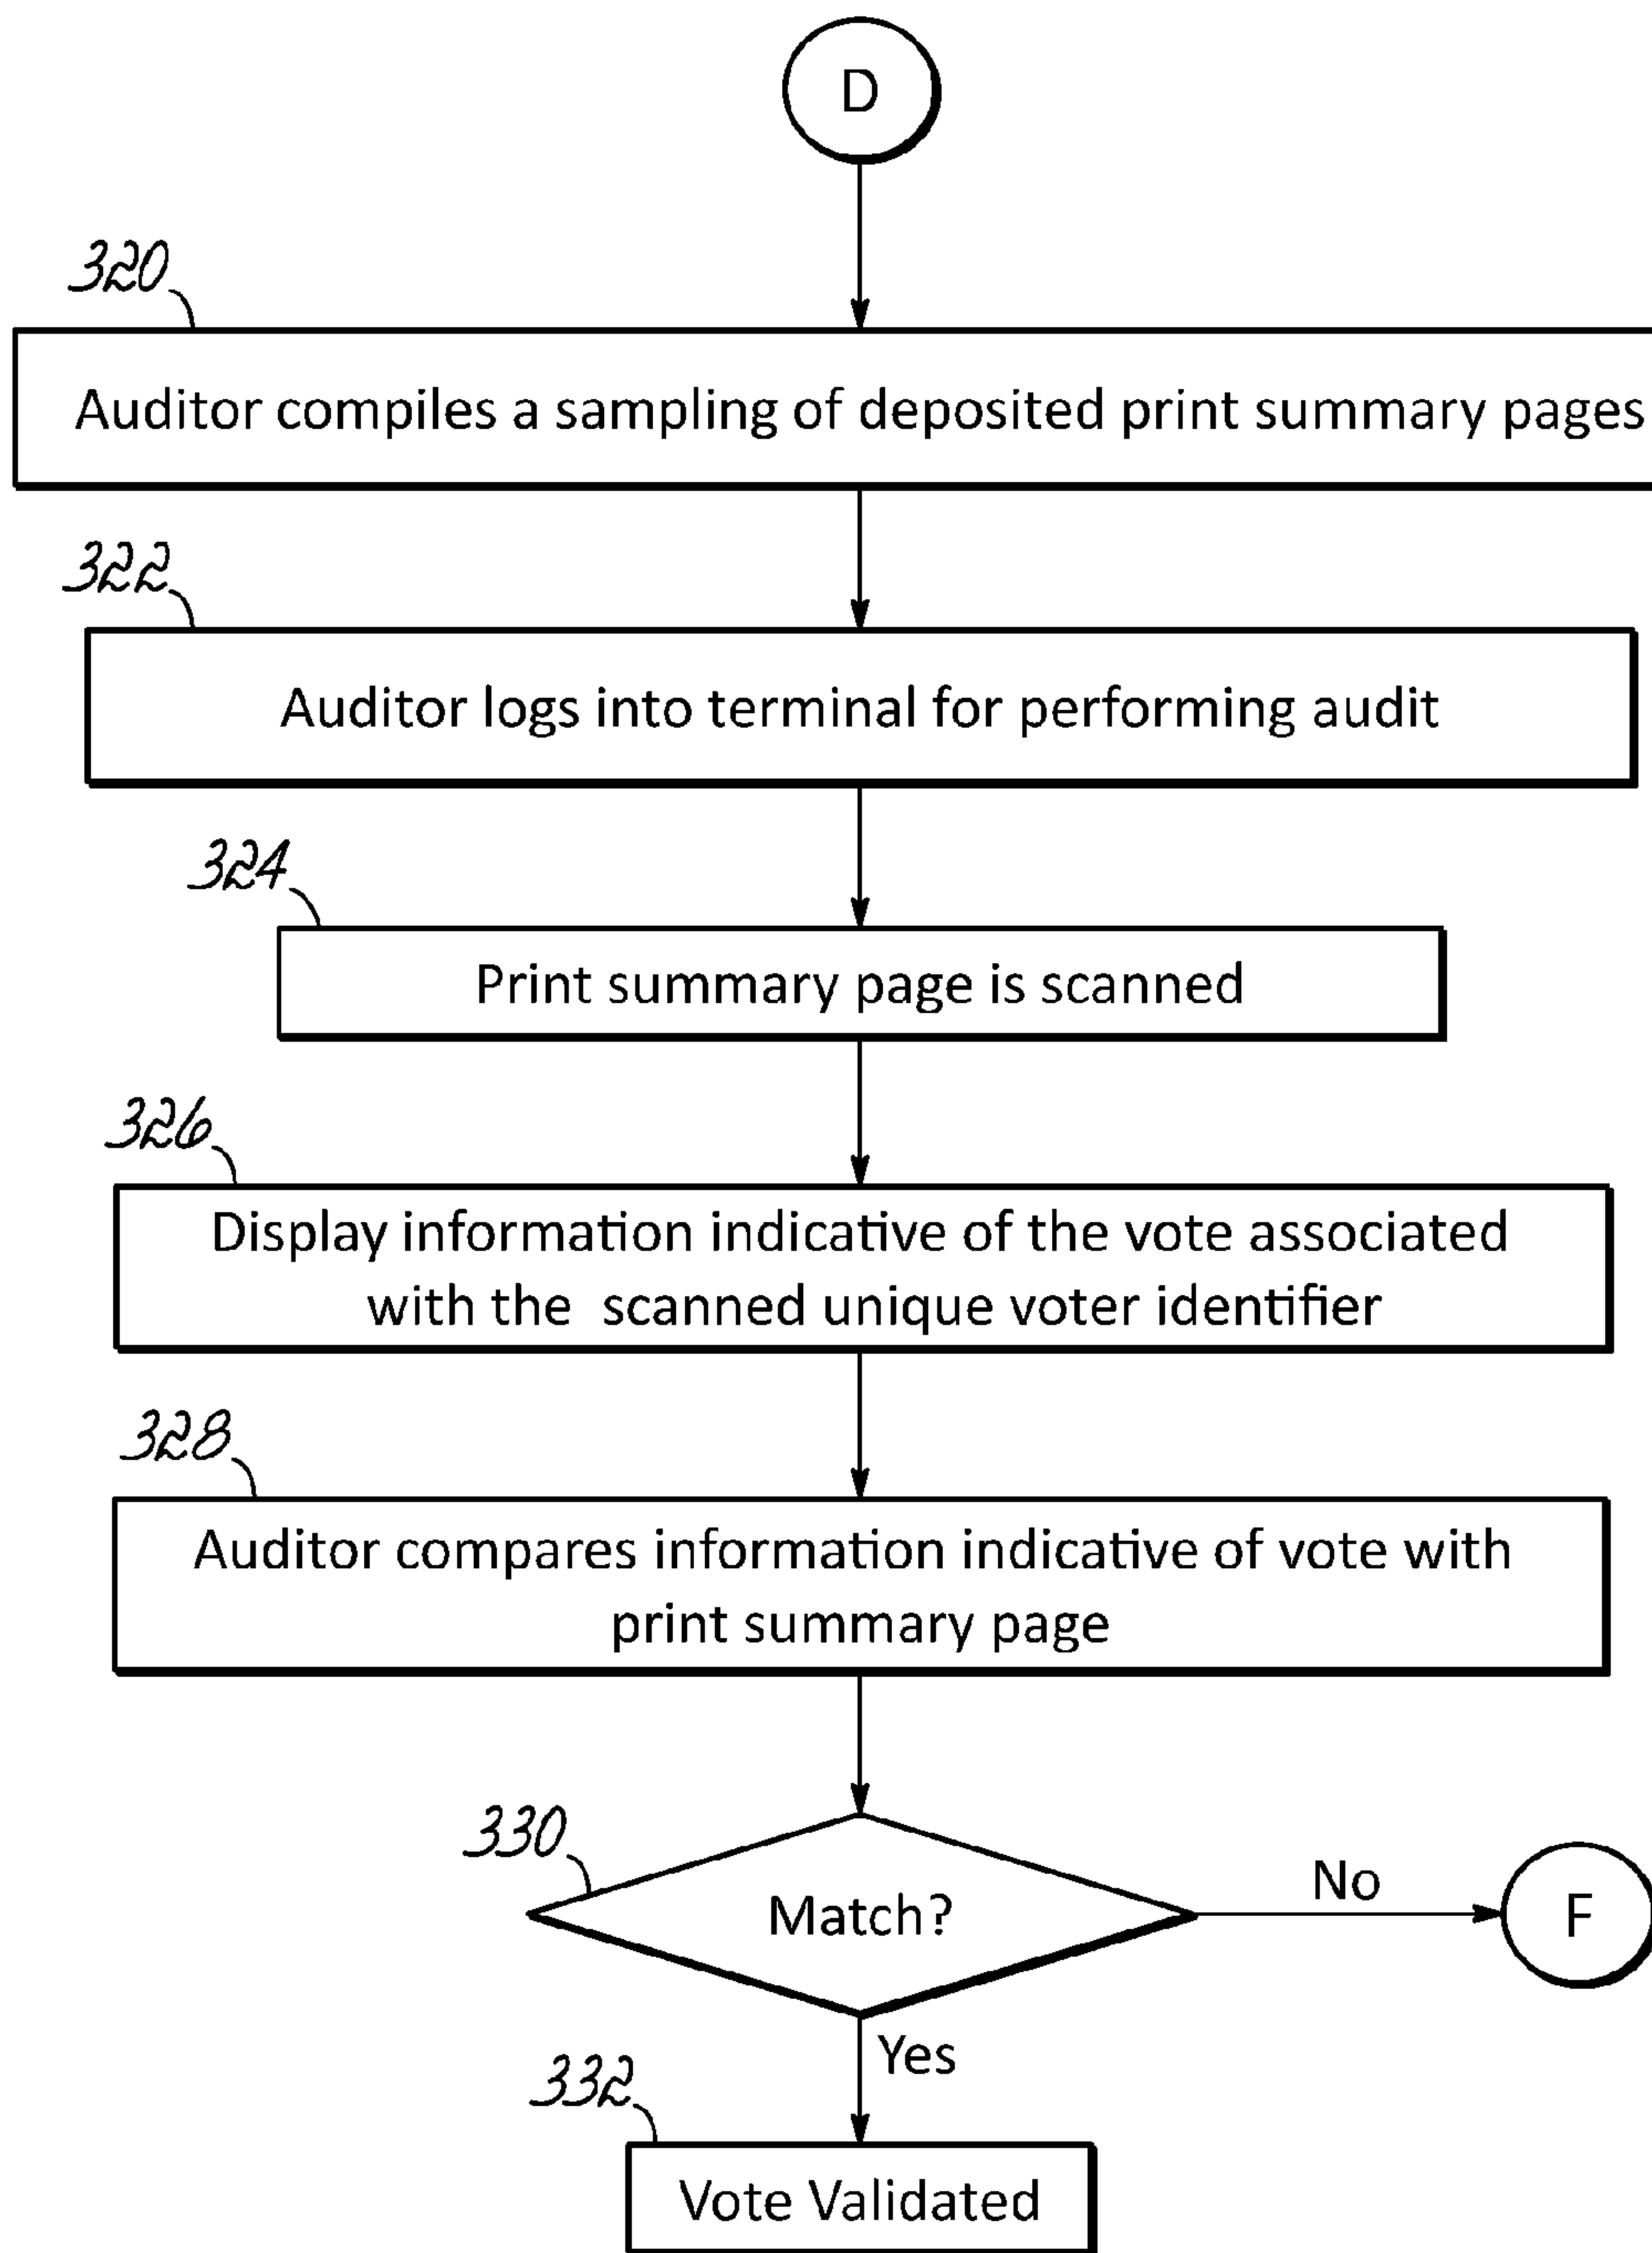 D
320
Auditor compiles a sampling of deposited print summary pages
322
Auditor logs into terminal for performing audit
324
Print summary page is scanned
326
Display information indicative of the vote associated
with the scanned unique voter identifier
328
Auditor compares information indicative of vote with
print summary page
330
Match?
No
F
Yes
332
Vote Validated